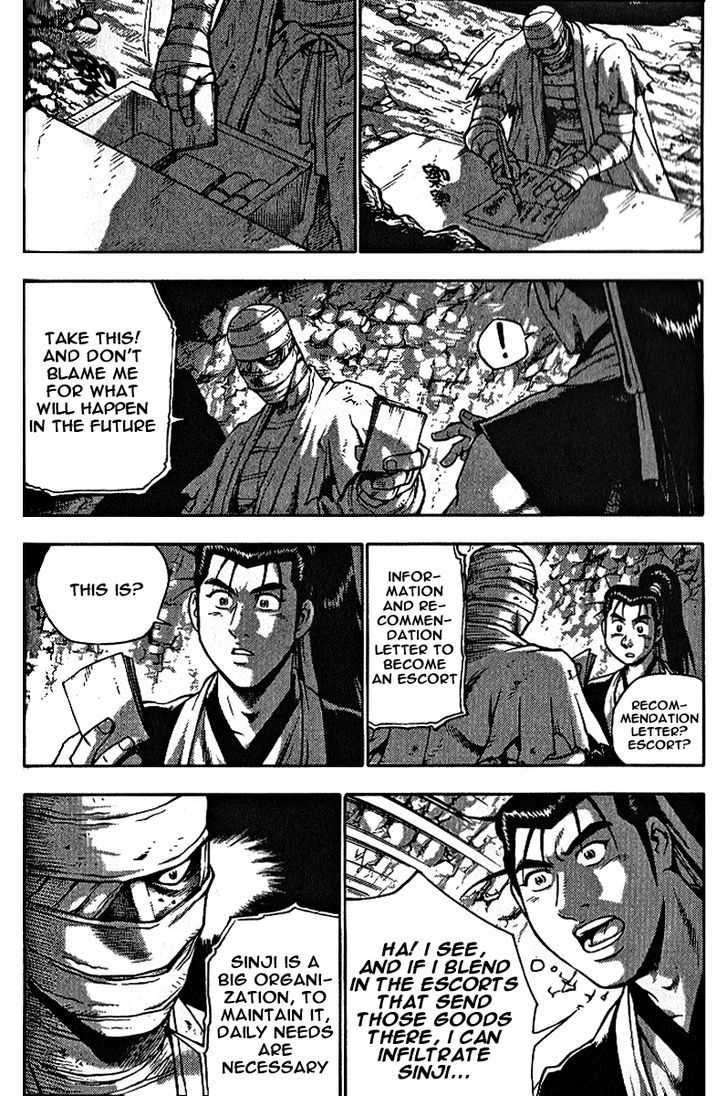 TAKE THIS!
AND DON'T
BLAME ME
FOR WHAT
WILL HAPPEN
IN THE FUTURE
!
THIS IS?
INFOR-
MATION
AND RE-
COMMEN-
DATION
LETTER TO
BECOME
AN ESCORT
RECOM-
MENDATION
LETTER?
ESCORT?
SINJI IS A
BIG ORGANI-
ZATION, TO
MAINTAIN IT,
DAILY NEEDS
ARE
NECESSARY
HA! I SEE,
AND IF I BLEND
IN THE ESCORTS
THAT SEND
THOSE GOODS
THERE, I CAN
INFILTRATE
SINJI...